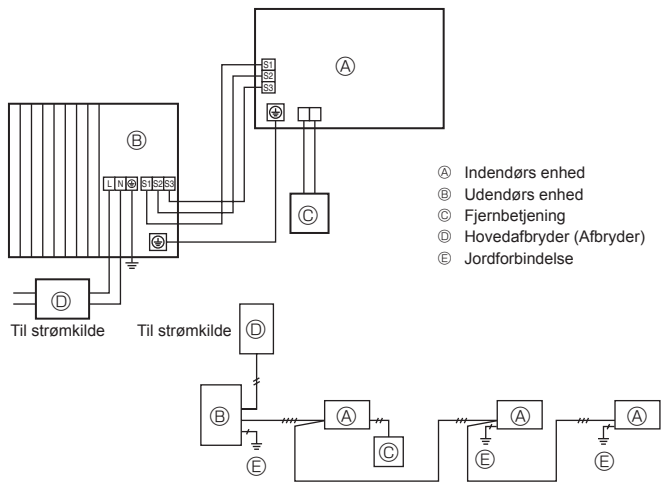 S1
S2
S3
Ⓐ
Ⓑ
L N S1 S2 S3
Ⓒ
Ⓓ
Til strømkilde
Ⓐ Indendørs enhed
Ⓑ Udendørs enhed
Ⓒ Fjernbetjening
Ⓓ Hovedafbryder (Afbryder)
Ⓔ Jordforbindelse
Til strømkilde
Ⓓ
Ⓑ
Ⓐ
Ⓐ
Ⓐ
Ⓒ
Ⓔ
Ⓔ
Ⓔ